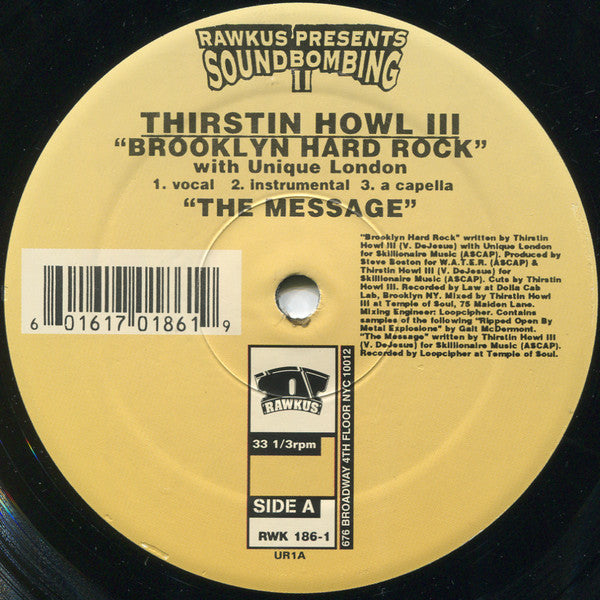 RAWKUS PRESENTS
SOUNDBOMBING
II
THIRSTIN HOWL III
"BROOKLYN HARD ROCK"
with Unique London
1. vocal 2. instrumental 3. a capella
"THE MESSAGE"
"Brooklyn Hard Rock" written by Thirstin
Howl III (V. DeJesus) with Unique London
for Skillionaire Music (ASCAP). Produced by
Steve Boston for W.A.T.E.R. (ASCAP) &
Thirstin Howl III (V. DeJesus) for
Skillionaire Music (ASCAP). Cuts by Thirstin
Howl III. Recorded by Law at Dolla Cab
Lab, Brooklyn NY. Mixed by Thirstin Howl
III at Temple of Soul, 75 Maiden Lane.
Mixing Engineer: Loopcipher. Contains
samples of the following "Ripped Open By
Metal Explosions" by Galt McDermont.
"The Message" written by Thirstin Howl III
(V. DeJesus) for Skillionaire Music (ASCAP).
Recorded by Loopcipher at Temple of Soul.
6 01617 01861 9
RAWKUS
33 1/3rpm
SIDE A
RWK 186-1
676 BROADWAY 4TH FLOOR NYC 10012
UR1A